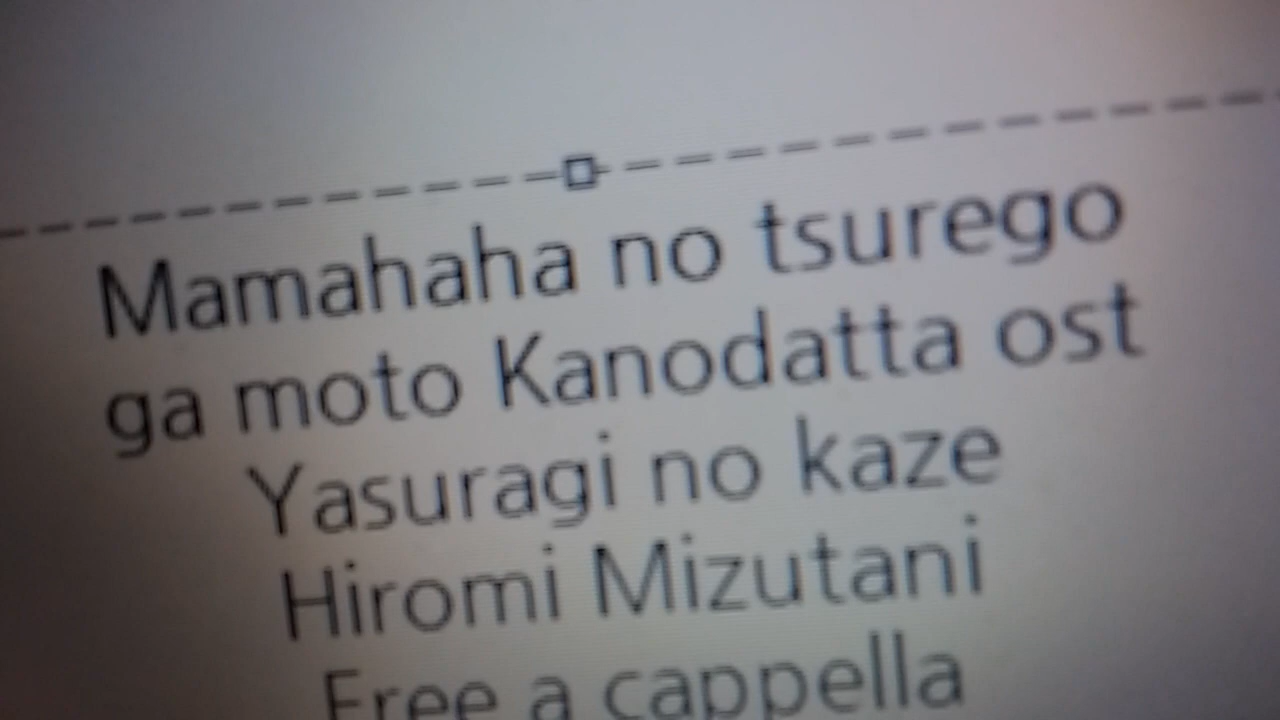 Mamahaha no tsurego
ga moto Kanodatta ost
Yasuragi no kaze
Hiromi Mizutani
Free a cappella